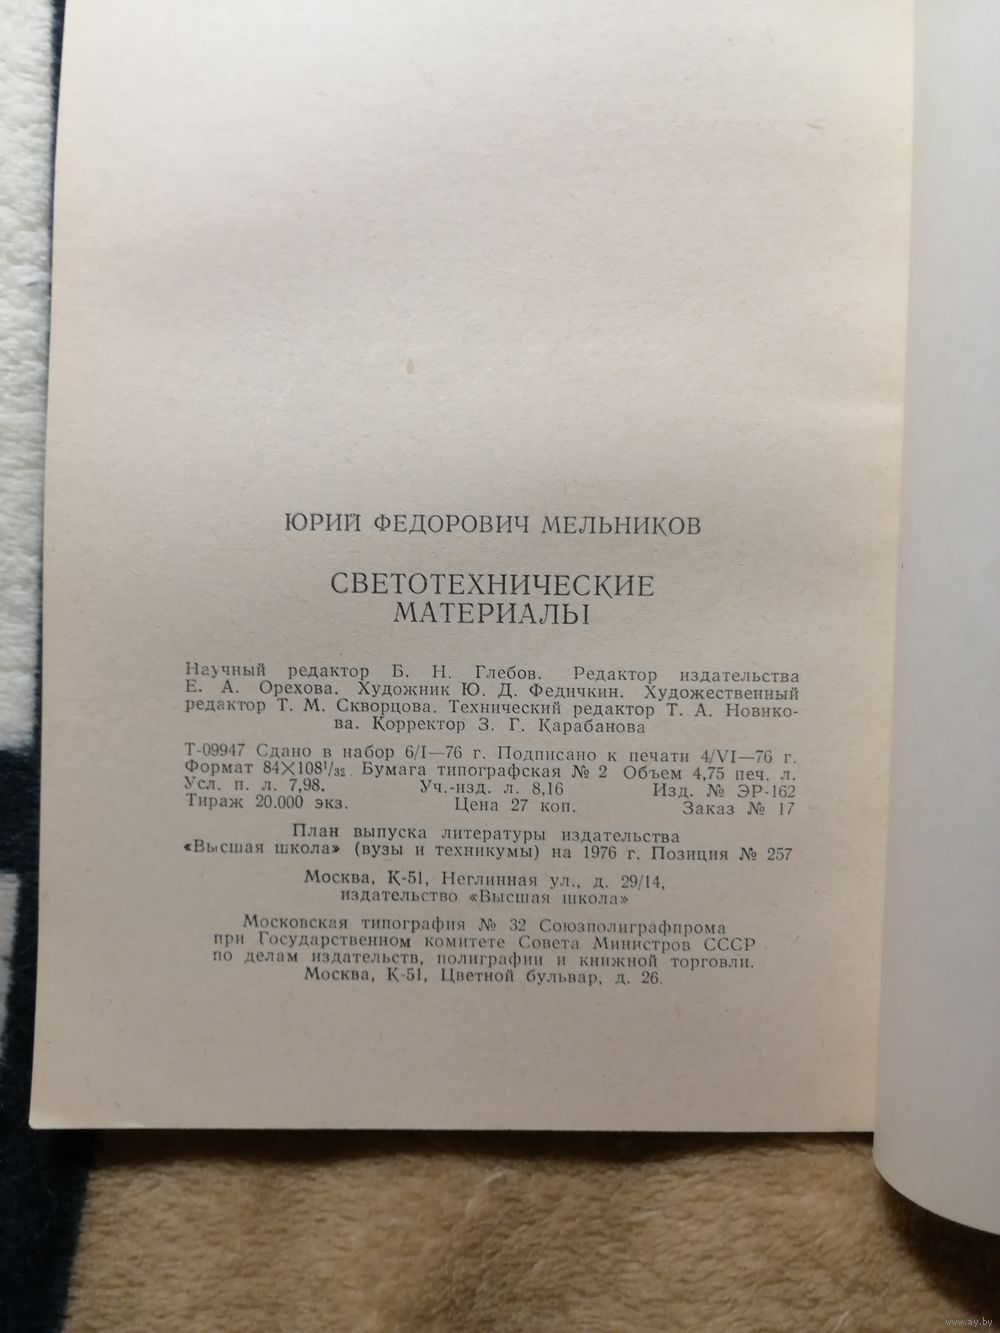 ЮРИЙ ФЕДОРОВИЧ МЕЛЬНИКОВ
СВЕТОТЕХНИЧЕСКИЕ
МАТЕРИАЛЫ
Научный редактор Б. Н. Глебов. Редактор издательства
Е. А. Орехова. Художник Ю. Д. Федичкин. Художественный
редактор Т. М. Скворцова. Технический редактор Т. А. Новико-
ва. Корректор З. Г. Карабанова
Т-09947 Сдано в набор 6/I—76 г. Подписано к печати 4/VI—76 г.
Формат 84×108¹/₃₂ Бумага типографская № 2 Объем 4,75 печ. л.
Усл. п. л. 7,98. Уч.-изд. л. 8,16 Изд. № ЭР-162
Тираж 20.000 экз. Цена 27 коп. Заказ № 17
План выпуска литературы издательства
«Высшая школа» (вузы и техникумы) на 1976 г. Позиция № 257
Москва, К-51, Неглинная ул., д. 29/14,
издательство «Высшая школа»
Московская типография № 32 Союзполиграфпрома
при Государственном комитете Совета Министров СССР
по делам издательств, полиграфии и книжной торговли.
Москва, К-51, Цветной бульвар, д. 26.
www.ay.by